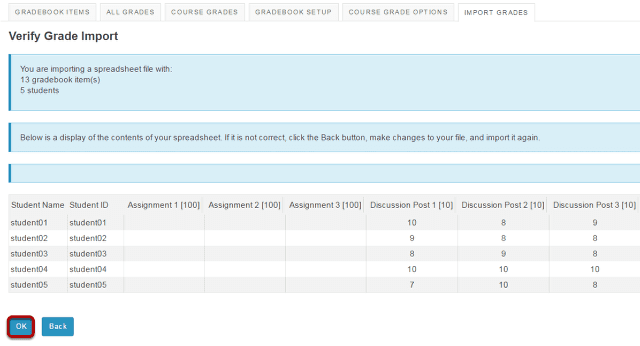 GRADEBOOK ITEMS ALL GRADES COURSE GRADES GRADEBOOK SETUP COURSE GRADE OPTIONS IMPORT GRADES
Verify Grade Import
You are importing a spreadsheet file with:
13 gradebook item(s)
5 students
Below is a display of the contents of your spreadsheet. If it is not correct, click the Back button, make changes to your file, and import it again.
Student Name Student ID Assignment 1 [100] Assignment 2 [100] Assignment 3 [100] Discussion Post 1 [10] Discussion Post 2 [10] Discussion Post 3 [10]
student01 student01 10 8 9
student02 student02 9 8 8
student03 student03 8 9 8
student04 student04 10 10 10
student05 student05 7 10 8
OK Back